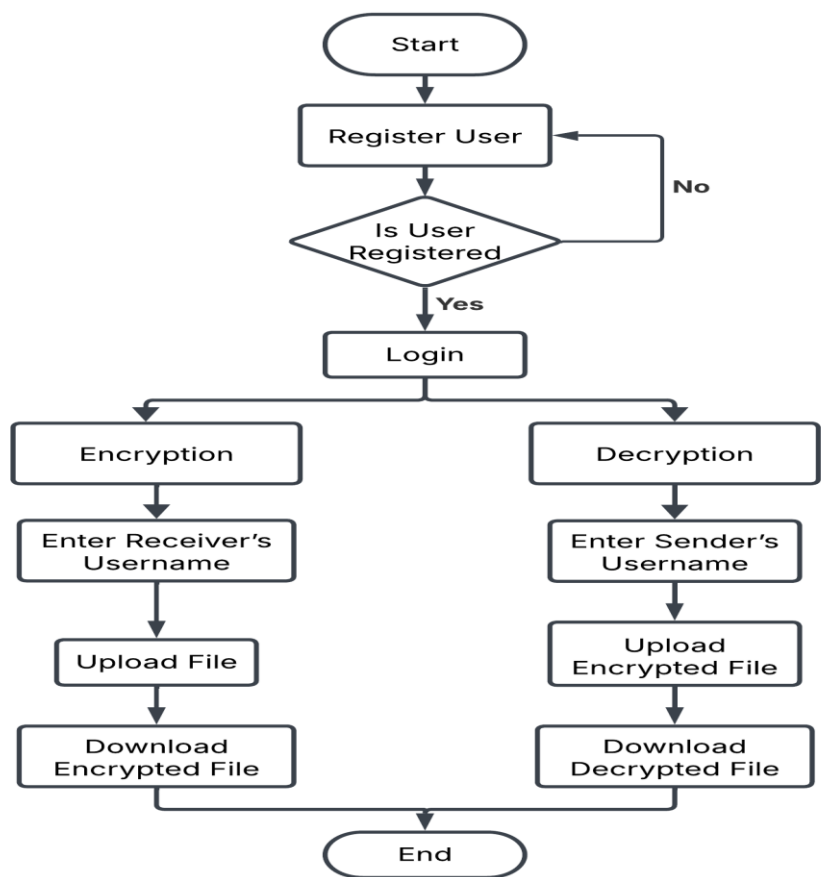 Start
Register User
No
Is User
Registered
Yes
Login
Encryption
Decryption
Enter Receiver's
Username
Enter Sender's
Username
Upload File
Upload
Encrypted File
Download
Encrypted File
Download
Decrypted File
End